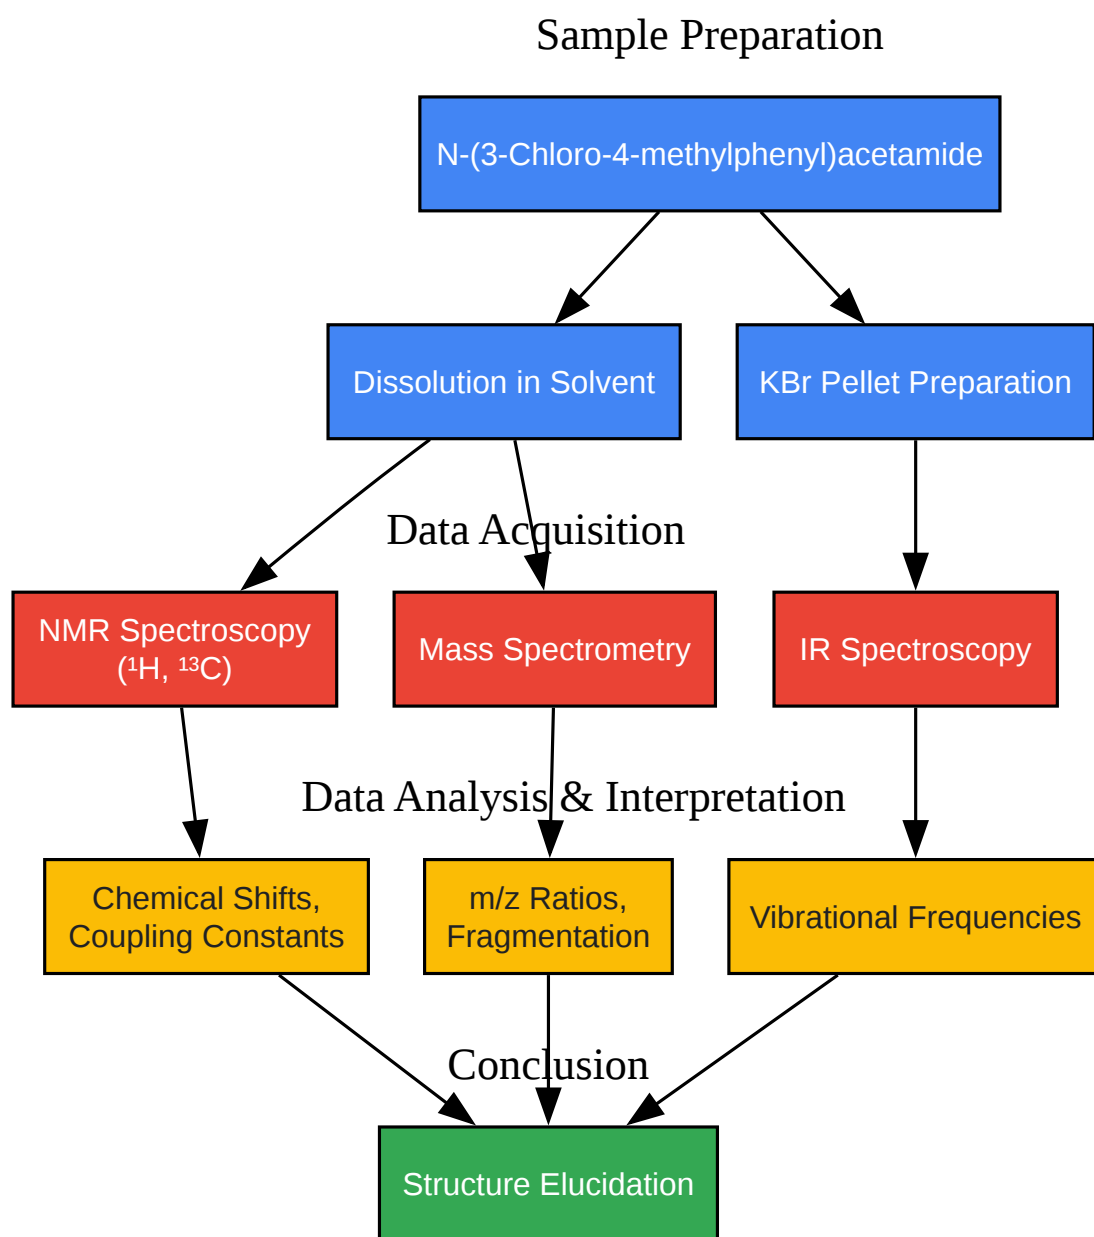 Sample Preparation
N-(3-Chloro-4-methylphenyl)acetamide
Dissolution in Solvent
KBr Pellet Preparation
Data Acquisition
NMR Spectroscopy
(¹H, ¹³C)
Mass Spectrometry
IR Spectroscopy
Data Analysis & Interpretation
Chemical Shifts,
Coupling Constants
m/z Ratios,
Fragmentation
Vibrational Frequencies
Conclusion
Structure Elucidation